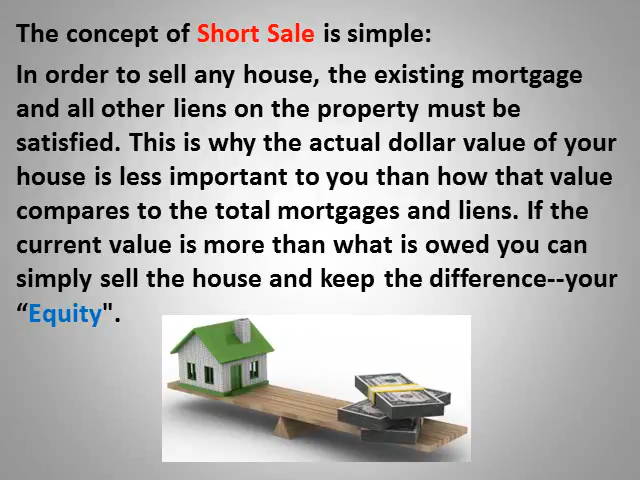 The concept of Short Sale is simple:
In order to sell any house, the existing mortgage
and all other liens on the property must be
satisfied. This is why the actual dollar value of your
house is less important to you than how that value
compares to the total mortgages and liens. If the
current value is more than what is owed you can
simply sell the house and keep the difference--your
“Equity".